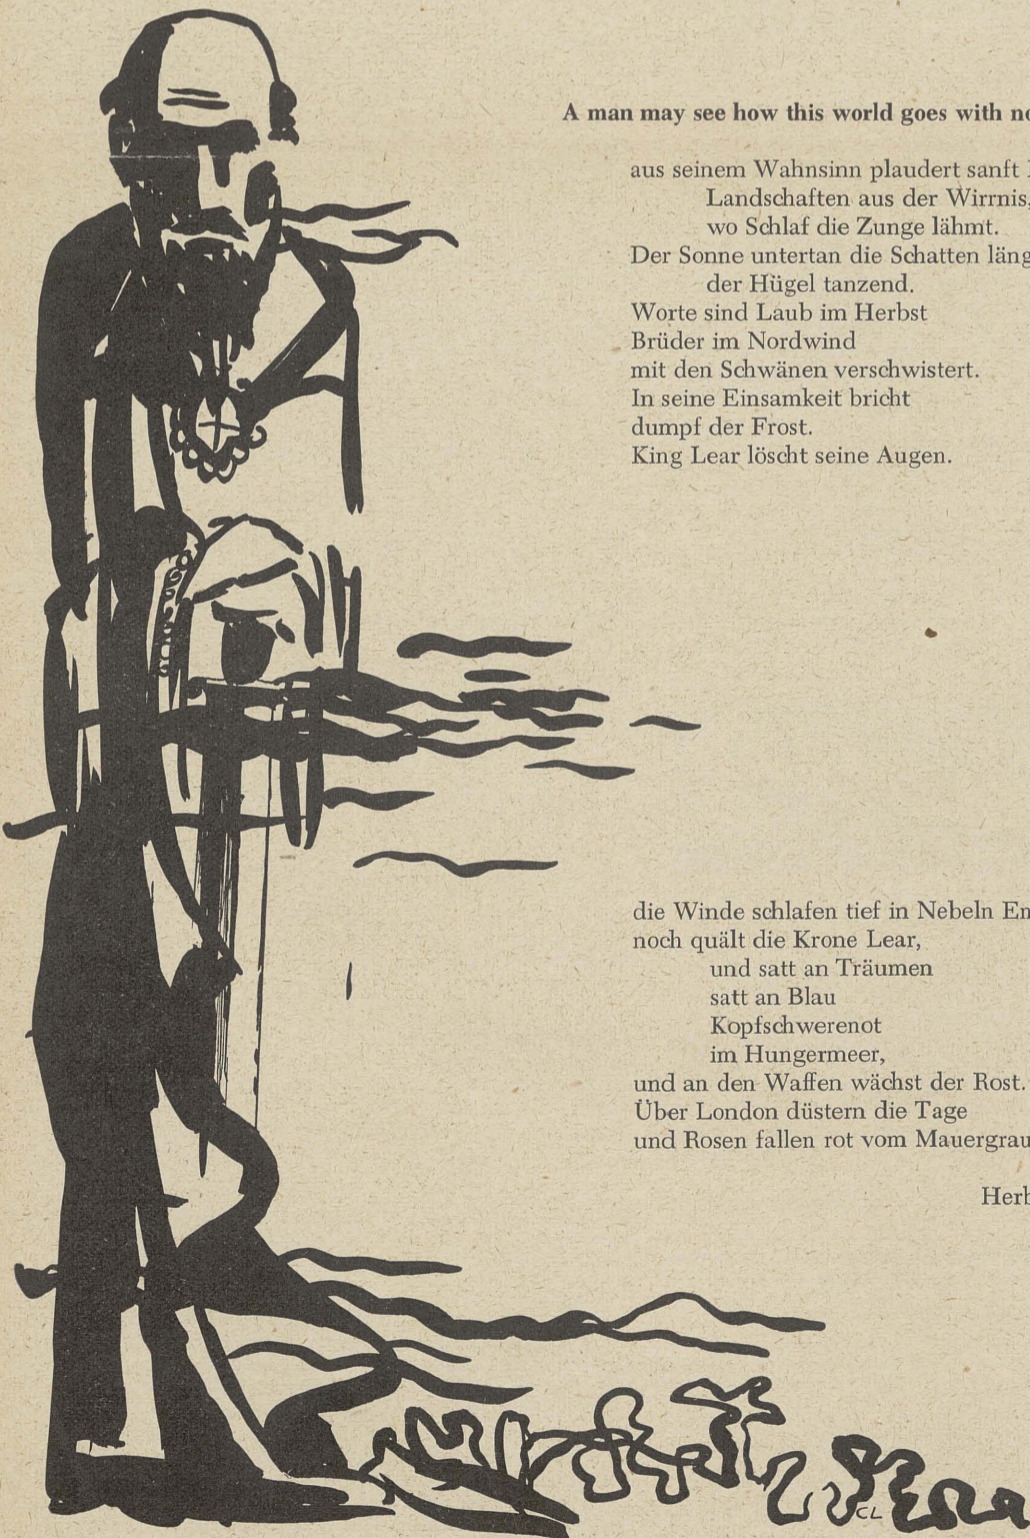 A man may see how this world goes with
aus seinem Wahnsinn plaudert sanft
Landschaften aus der Wirrnis,
wo Schlaf die Zunge lähmt.
Der Sonne untertan die Schatten
der Hügel tanzend.
Worte sind Laub im Herbst
Brüder im Nordwind
mit den Schwänen verschwistert.
In seine Einsamkeit bricht
dumpf der Frost.
King Lear löscht seine Augen.
die Winde schlafen tief in Nebeln
noch quält die Krone Lear,
und satt an Träumen
satt an Blau
Kopfschwerenot
im Hungermeer,
und an den Waffen wächst der Rost.
Über London düstern die Tage
und Rosen fallen rot vom Mauergrau
CL